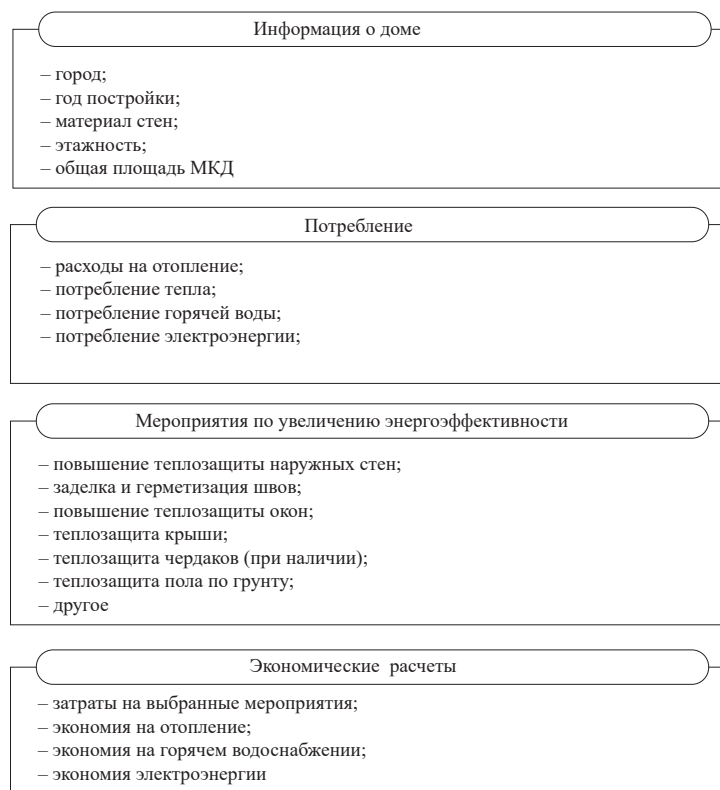 Информация о доме
– город;
– год постройки;
– материал стен;
– этажность;
– общая площадь МКД
Потребление
– расходы на отопление;
– потребление тепла;
– потребление горячей воды;
– потребление электроэнергии;
Мероприятия по увеличению энергоэффективности
– повышение теплозащиты наружных стен;
– заделка и герметизация швов;
– повышение теплозащиты окон;
– теплозащита крыши;
– теплозащита чердаков (при наличии);
– теплозащита пола по грунту;
– другое
Экономические расчеты
– затраты на выбранные мероприятия;
– экономия на отопление;
– экономия на горячем водоснабжении;
– экономия электроэнергии